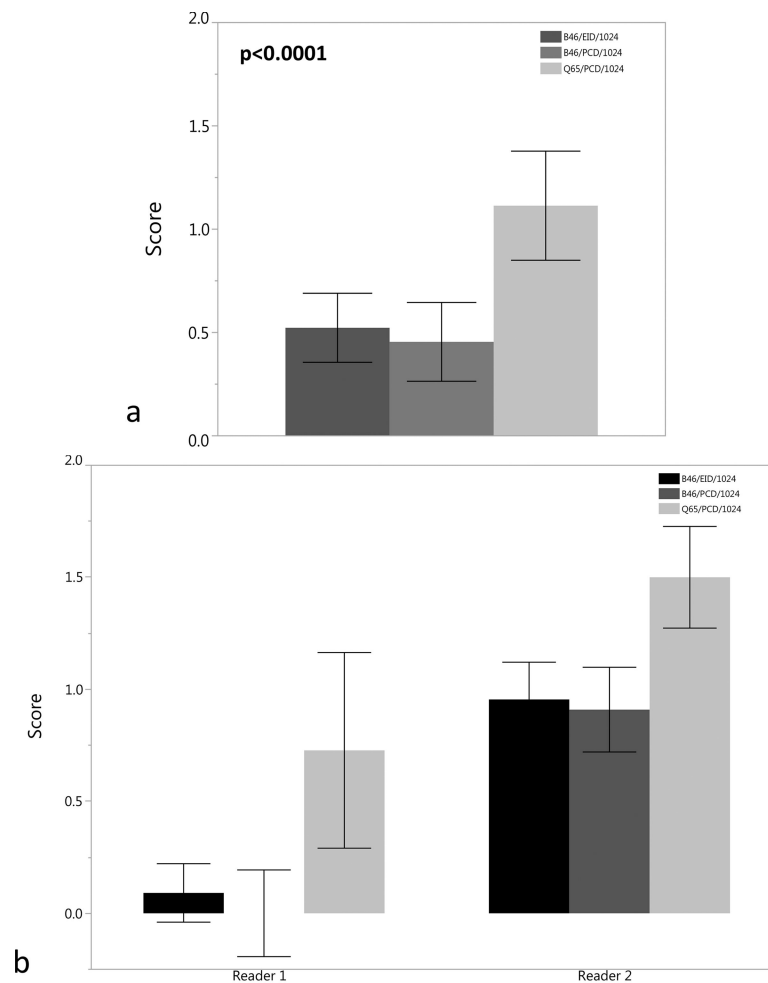 2.0
p<0.0001
B46/EID/1024
B46/PCD/1024
Q65/PCD/1024
1.5
Score
1.0
0.5
0.0
a
2.0
B46/EID/1024
B46/PCD/1024
Q65/PCD/1024
1.5
1.0
Score
0.5
0.0
b
Reader 1
Reader 2